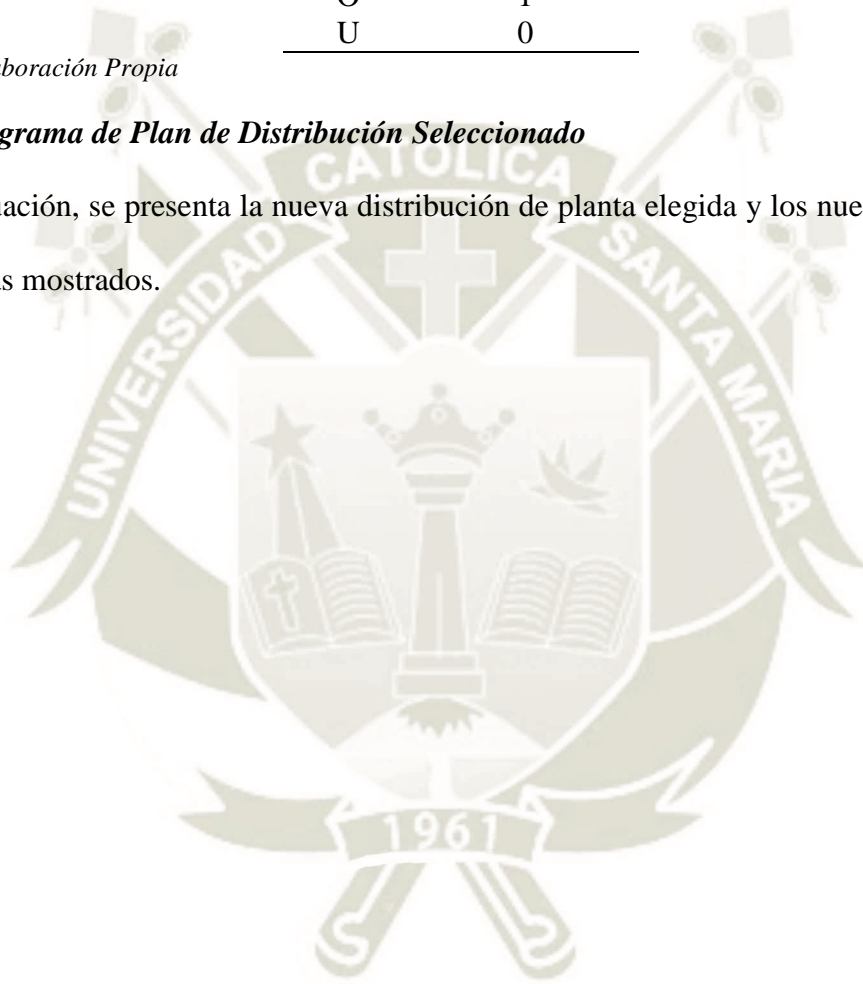 U 0
boración Propia
grama de Plan de Distribución Seleccionado
uación, se presenta la nueva distribución de planta elegida y los nue
s mostrados.
UNIVERSIDAD CATOLICA SANTA MARIA
1961